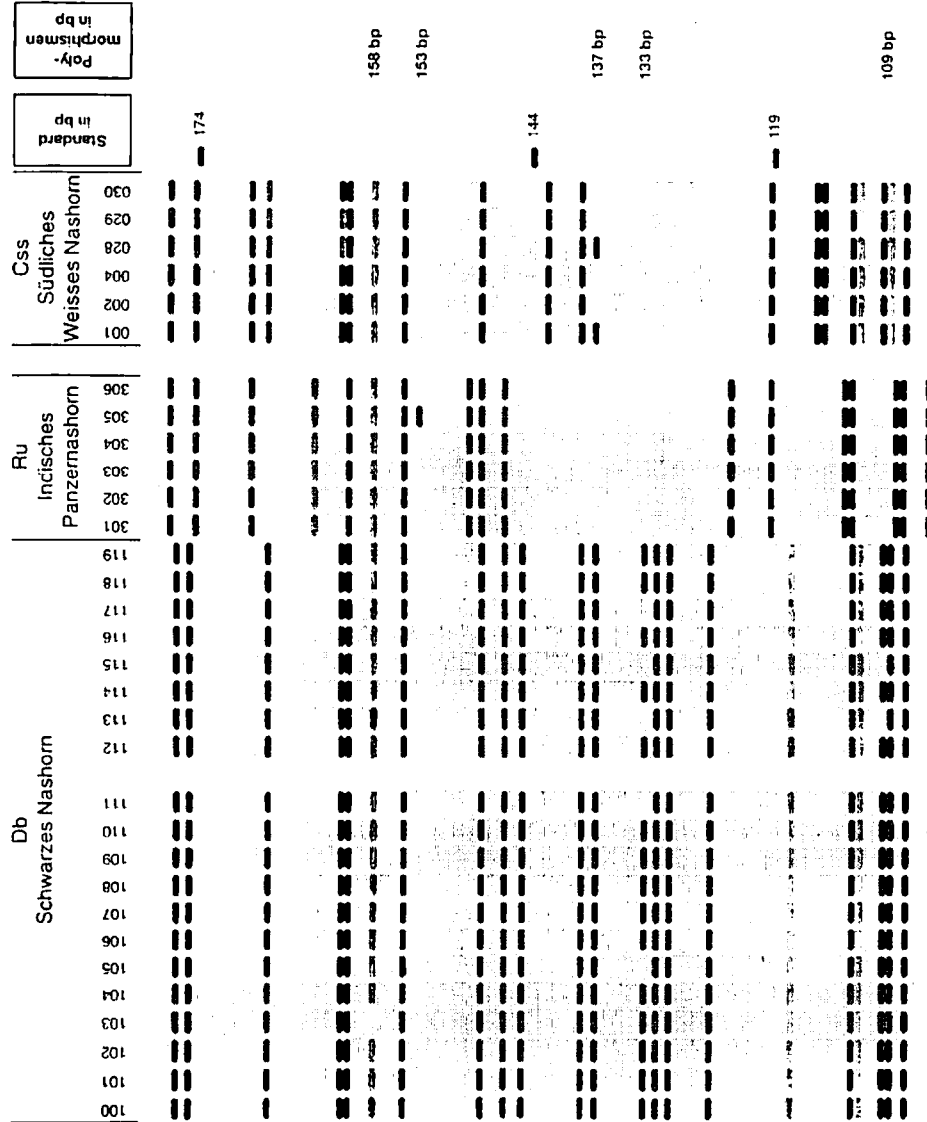 Db
Schwarzes Nashorn
100 101 102 103 104 105 106 107 108 109 110 111 112 113 114 115 116 117 118 119
Ru
Incisches
Panzernashorn
301 302 303 304 305 306
Css
Südliches
Weisses Nashorn
001 002 004 028 029 030
Standard
in bp
174
144
119
Poly-
morphismen
in bp
158 bp
153 bp
137 bp
133 bp
109 bp